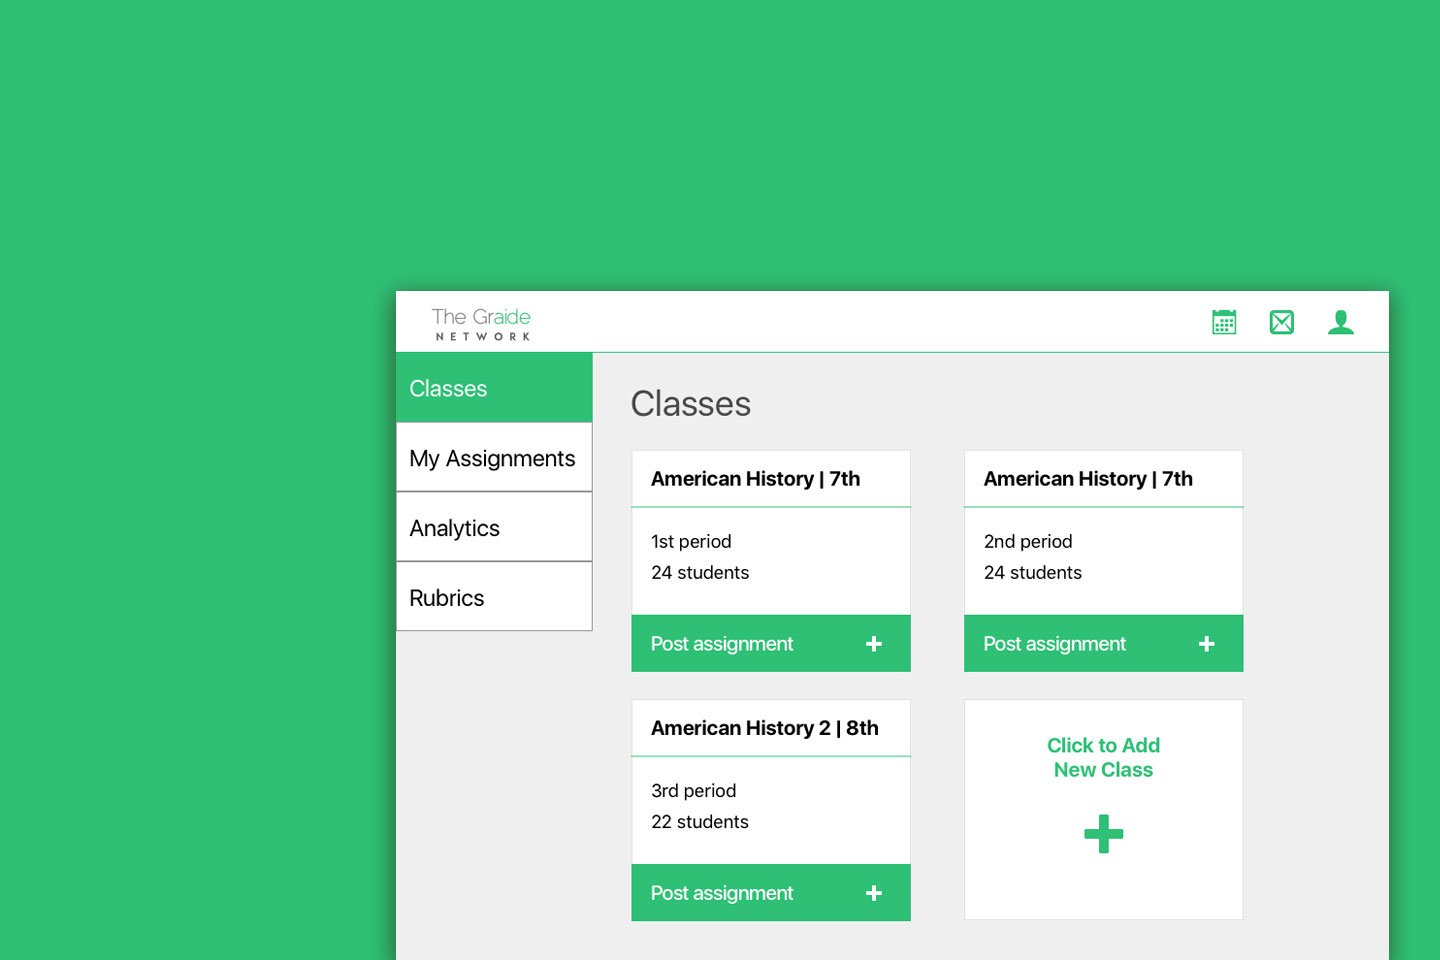 The Graide
NETWORK
Classes
My Assignments
Analytics
Rubrics
Classes
American History | 7th
1st period
24 students
Post assignment
American History | 7th
2nd period
24 students
Post assignment
American History 2 | 8th
3rd period
22 students
Post assignment
Click to Add
New Class